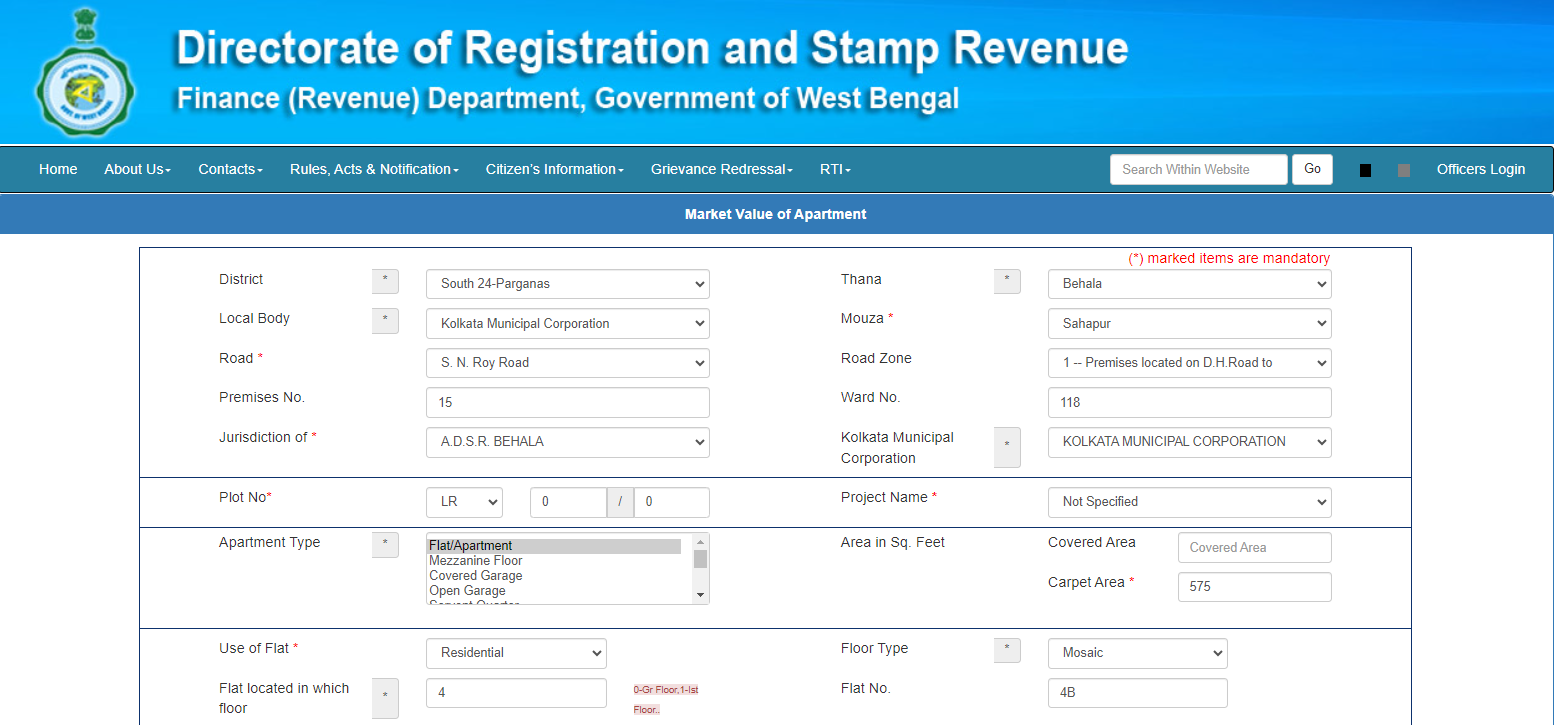 Directorate of Registration and Stamp Revenue
Finance (Revenue) Department, Government of West Bengal
Home About Us Contacts Rules, Acts & Notification Citizen's Information Grievance Redressal RTI Search Within Website Go Officers Login
Market Value of Apartment
(*) marked items are mandatory
District * South 24-Parganas Thana * Behala
Local Body * Kolkata Municipal Corporation Mouza * Sahapur
Road * S. N. Roy Road Road Zone 1 -- Premises located on D.H.Road to
Premises No. 15 Ward No. 118
Jurisdiction of * A.D.S.R. BEHALA Kolkata Municipal Corporation * KOLKATA MUNICIPAL CORPORATION
Plot No* LR 0 / 0 Project Name * Not Specified
Apartment Type * Flat/Apartment Area in Sq. Feet Covered Area Covered Area
Mezzanine Floor
Covered Garage
Carpet Area * 575
Open Garage
Servant Quarter
Use of Flat * Residential Floor Type * Mosaic
Flat located in which floor * 4 0-Gr Floor,1-Ist Floor.. Flat No. 4B